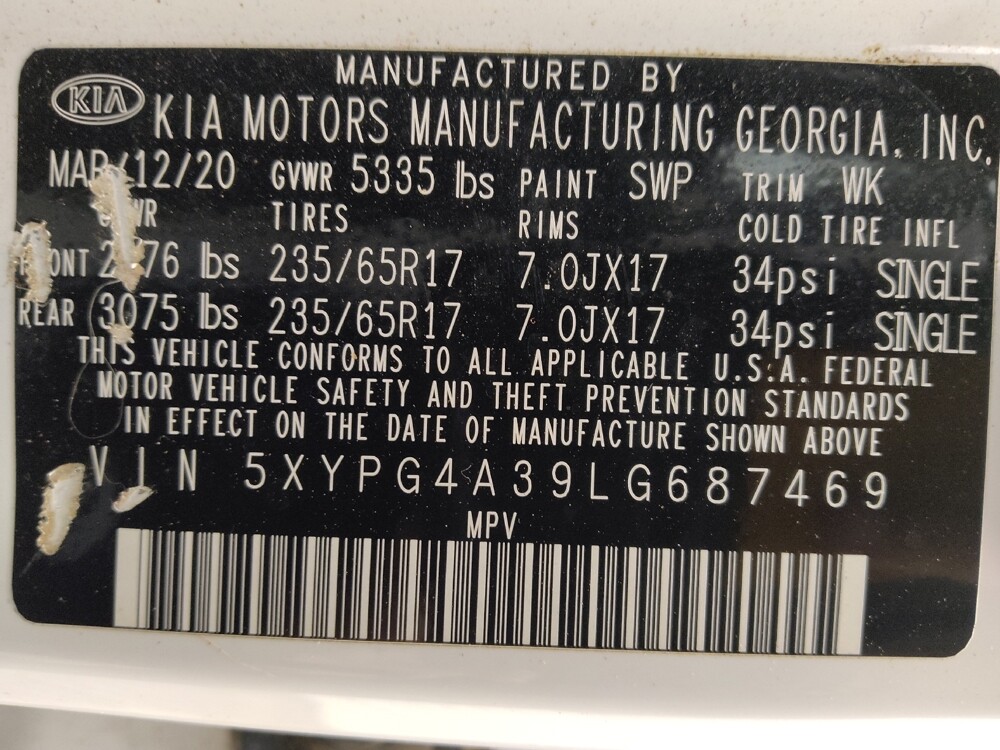 MANUFACTURED BY
KIA KIA MOTORS MANUFACTURING GEORGIA, INC.
MAR/12/20 GVWR 5335 lbs PAINT SWP TRIM WK
TIRES RIMS COLD TIRE INFL
FRONT lbs 235/65R17 7.0JX17 34psi SINGLE
REAR 3075 lbs 235/65R17 7.0JX17 34psi SINGLE
THIS VEHICLE CONFORMS TO ALL APPLICABLE U.S.A. FEDERAL
MOTOR VEHICLE SAFETY AND THEFT PREVENTION STANDARDS
IN EFFECT ON THE DATE OF MANUFACTURE SHOWN ABOVE
VIN 5XYPG4A39LG687469
MPV